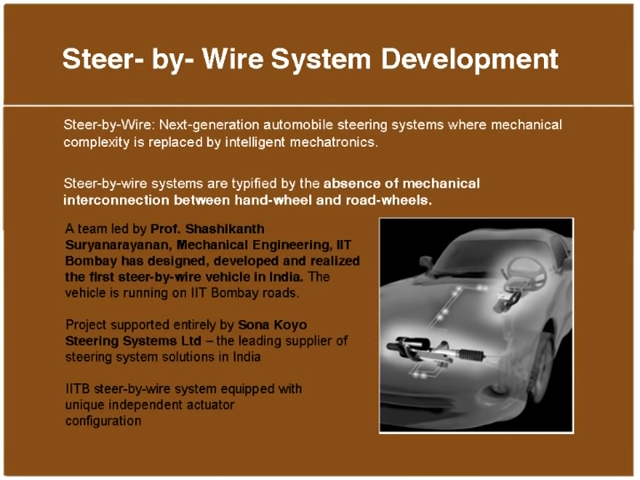 Steer- by- Wire System Development
Steer-by-Wire: Next-generation automobile steering systems where mechanical
complexity is replaced by intelligent mechatronics.
Steer-by-wire systems are typified by the absence of mechanical
interconnection between hand-wheel and road-wheels.
A team led by Prof. Shashikanth
Suryanarayanan, Mechanical Engineering, IIT
Bombay has designed, developed and realized
the first steer-by-wire vehicle in India. The
vehicle is running on IIT Bombay roads.
Project supported entirely by Sona Koyo
Steering Systems Ltd – the leading supplier of
steering system solutions in India
IITB steer-by-wire system equipped with
unique independent actuator
configuration